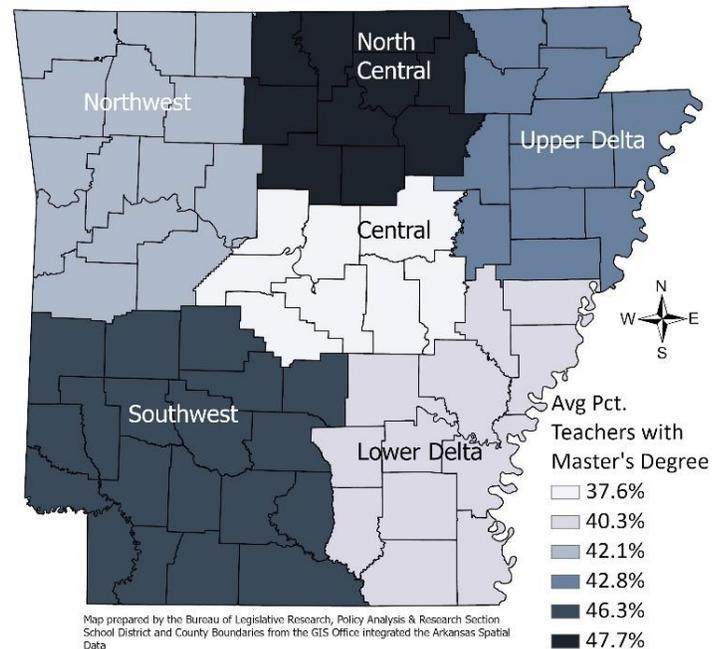 North
Central
Northwest
Upper Delta
Central
N
W E
S
Southwest
Lower Delta
Avg Pct.
Teachers with
Master's Degree
37.6%
40.3%
42.1%
42.8%
46.3%
47.7%
Map prepared by the Bureau of Legislative Research, Policy Analysis & Research Section
School District and County Boundaries from the GIS Office integrated the Arkansas Spatial
Data